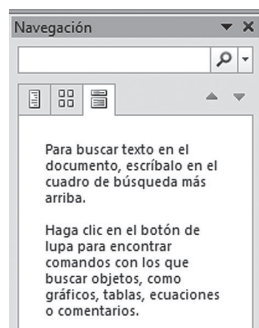 Navegación
Para buscar texto en el
documento, escríbalo en el
cuadro de búsqueda más
arriba.
Haga clic en el botón de
lupa para encontrar
comandos con los que
buscar objetos, como
gráficos, tablas, ecuaciones
o comentarios.